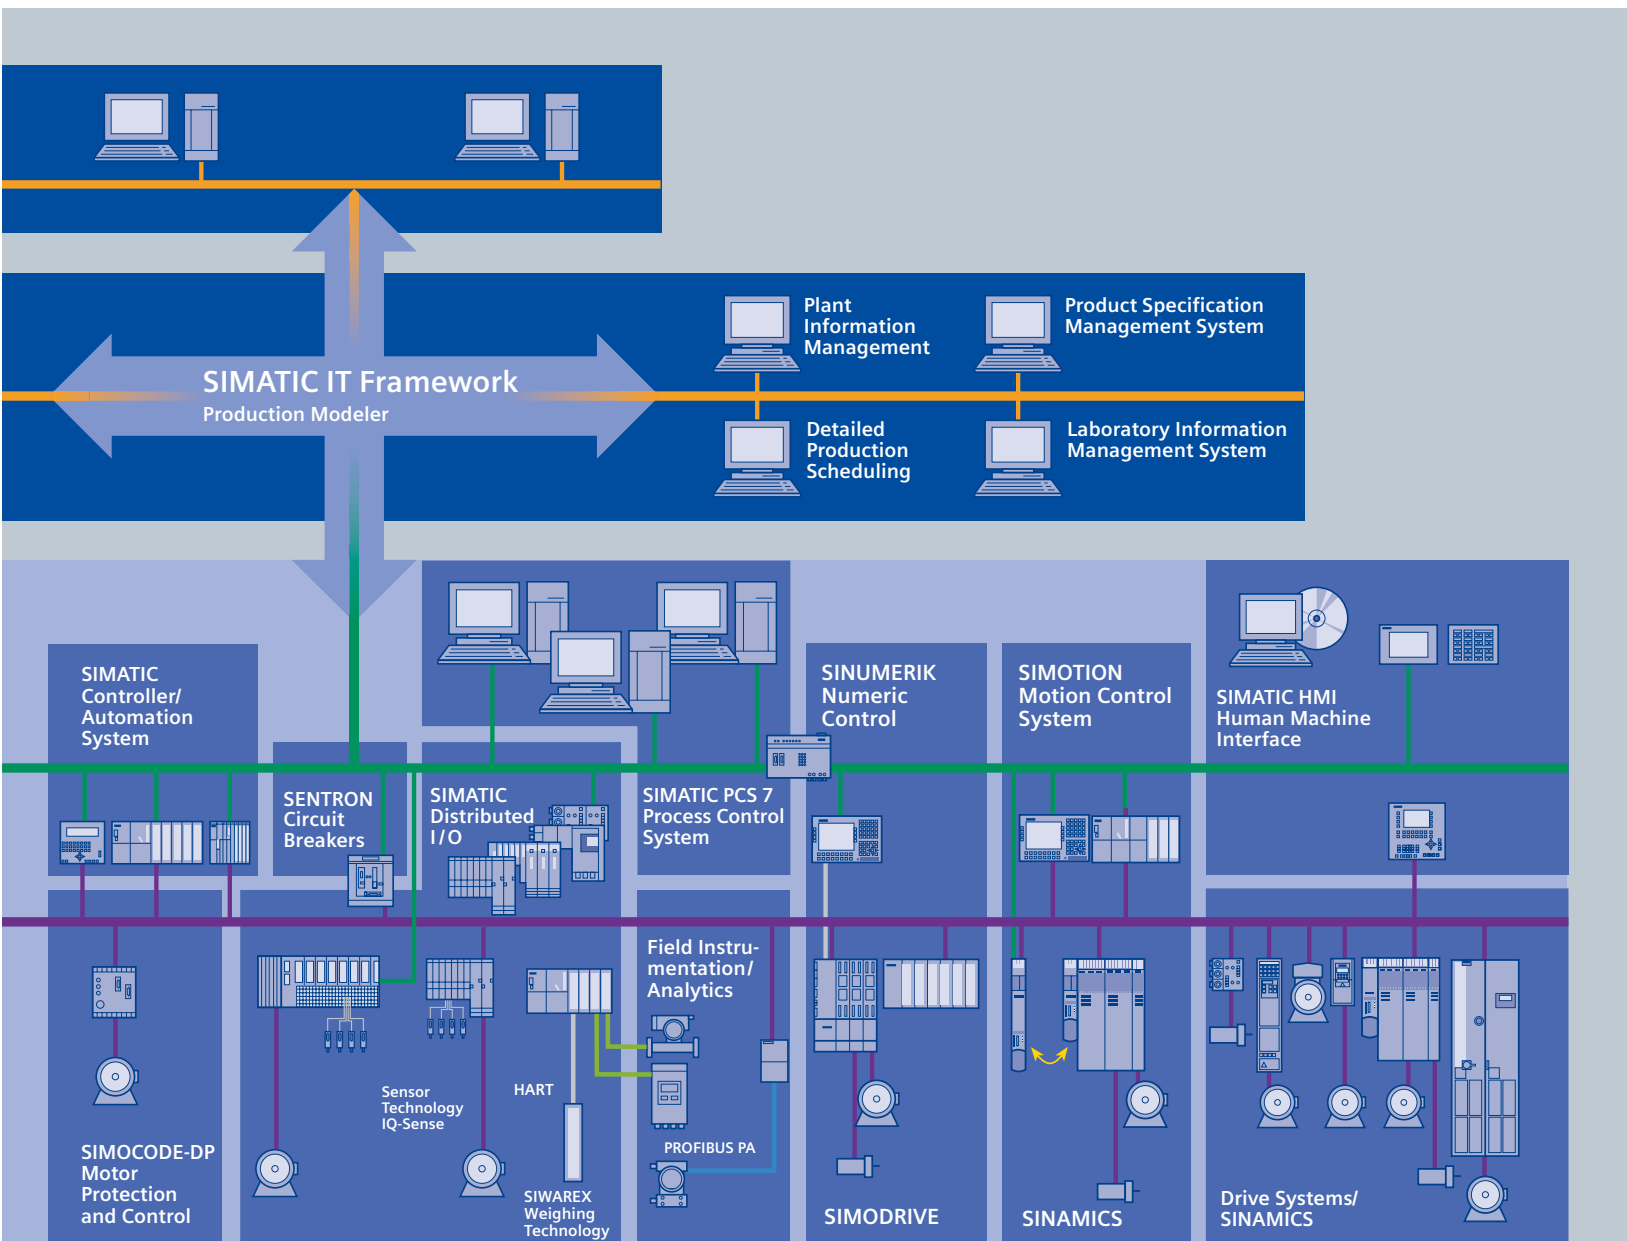 Plant
Information
Management
Product Specification
Management System
SIMATIC IT Framework
Production Modeler
Detailed
Production
Scheduling
Laboratory Information
Management System
SIMATIC
Controller/
Automation
System
SENTRON
Circuit
Breakers
SIMATIC
Distributed
I/O
SIMATIC PCS 7
Process Control
System
SINUMERIK
Numeric
Control
SIMOTION
Motion Control
System
SIMATIC HMI
Human Machine
Interface
SIMOCODE-DP
Motor
Protection
and Control
Sensor
Technology
IQ-Sense
HART
SIWAREX
Weighing
Technology
Field Instru-
mentation/
Analytics
PROFIBUS PA
SIMODRIVE
SINAMICS
Drive Systems/
SINAMICS